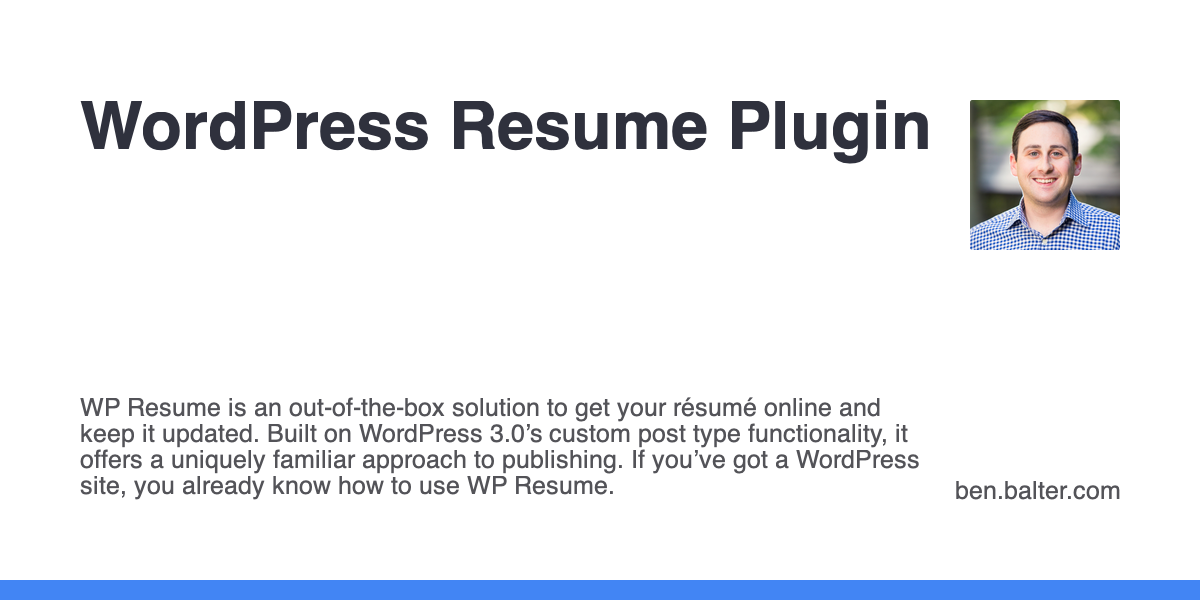 WordPress Resume Plugin
WP Resume is an out-of-the-box solution to get your résumé online and
keep it updated. Built on WordPress 3.0’s custom post type functionality, it
offers a uniquely familiar approach to publishing. If you’ve got a WordPress
site, you already know how to use WP Resume.
ben.balter.com